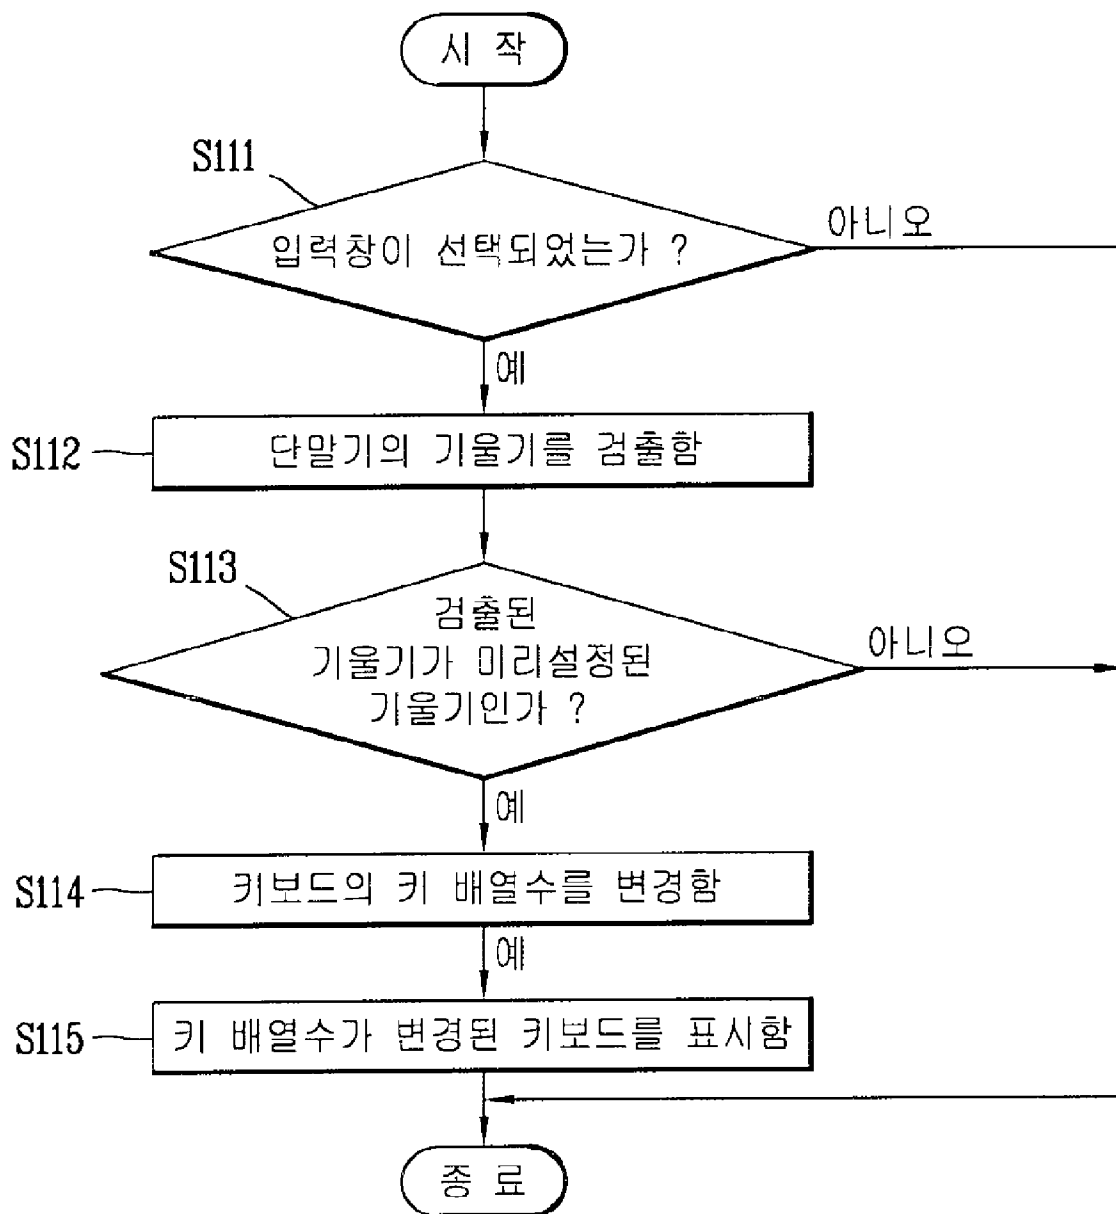 시 작
S111
입력창이 선택되었는가 ?
아니오
예
S112
단말기의 기울기를 검출함
S113
검출된
기울기가 미리설정된
기울기인가 ?
아니오
예
S114
키보드의 키 배열수를 변경함
예
S115
키 배열수가 변경된 키보드를 표시함
종 료